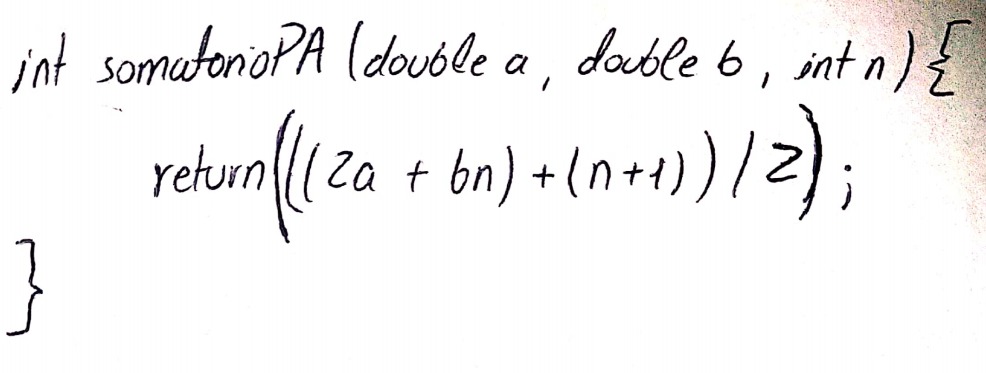 int somatorioPA (double a, double b, int n) {
return(((2a + bn) + (n+1)) / 2);
}